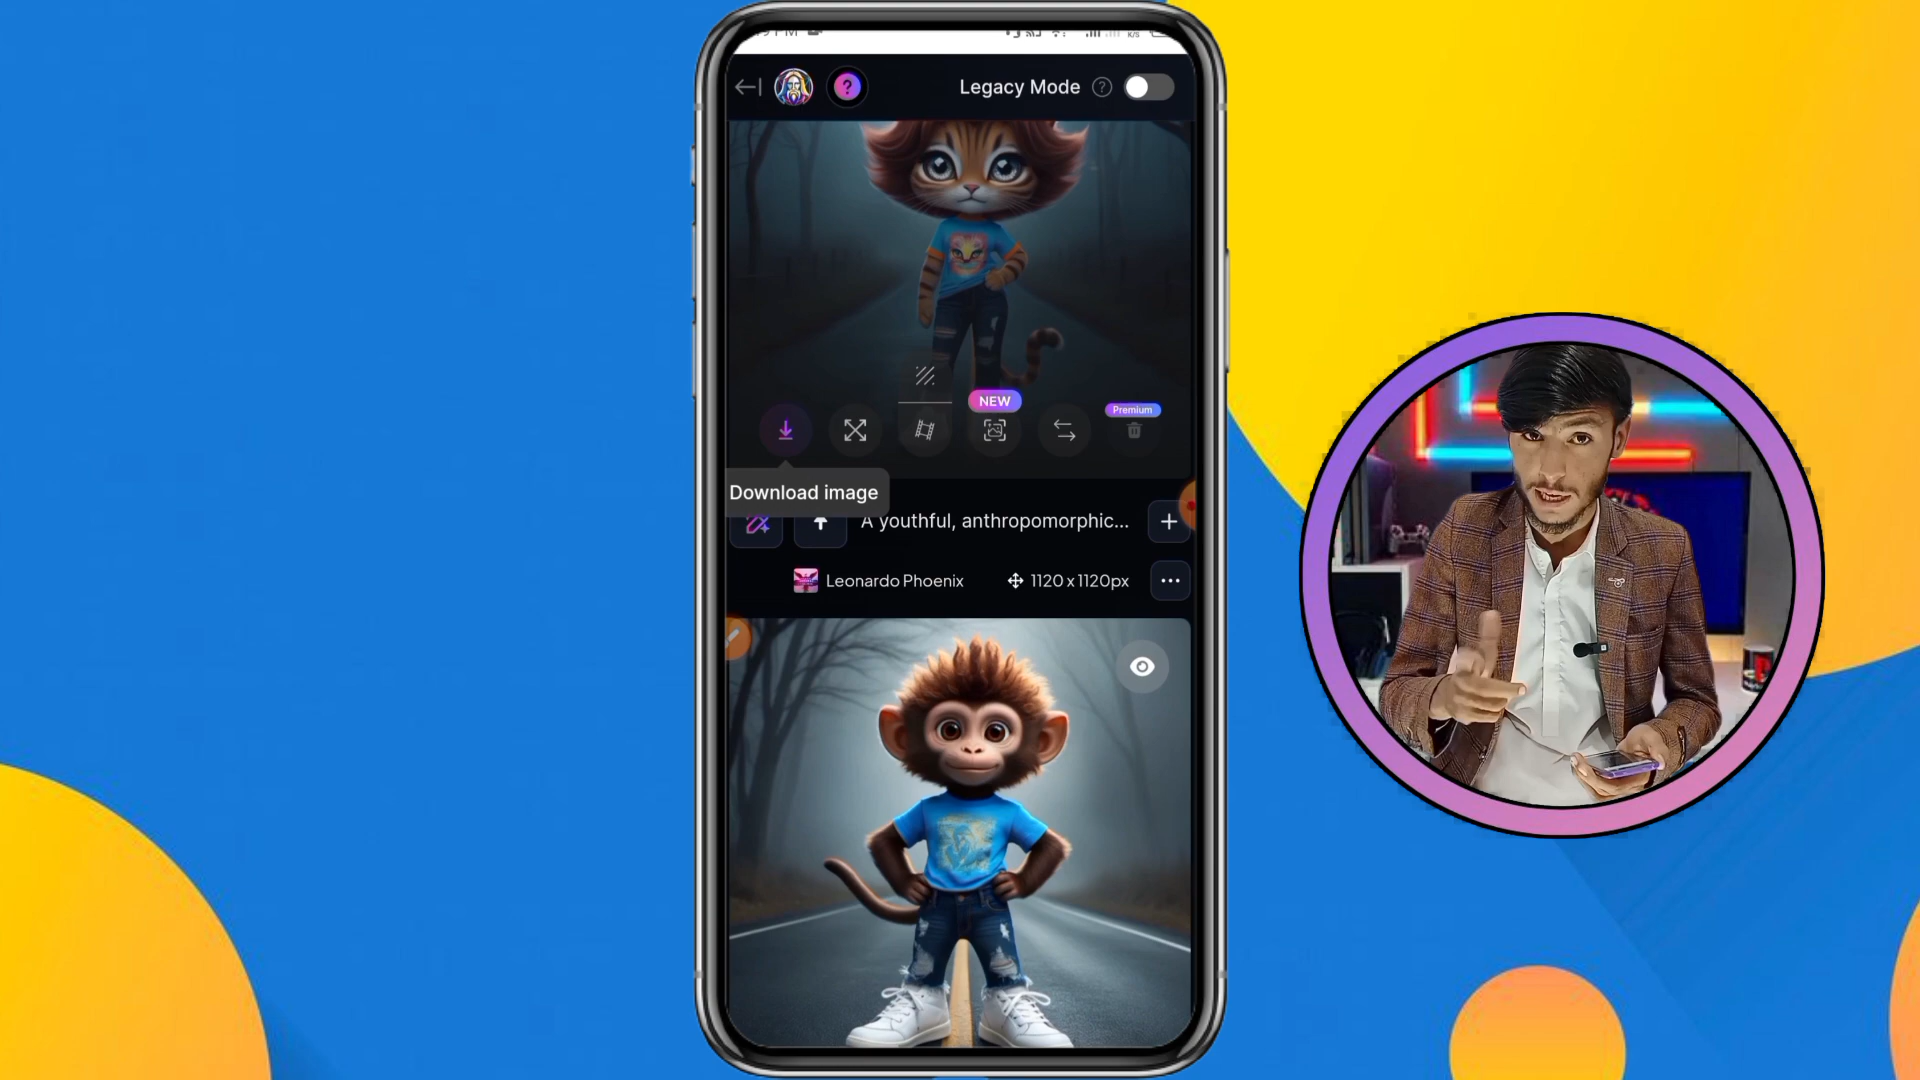 Legacy Mode
NEW
Premium
Download image
A youthful, anthropomorphic...
Leonardo Phoenix
1120 x 1120px